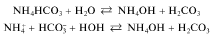 NH4HCO3 + H2O ⇄ NH4OH + H2CO3
NH₄⁺ + HCO₃⁻ + HOH ⇄ NH4OH + H2CO3